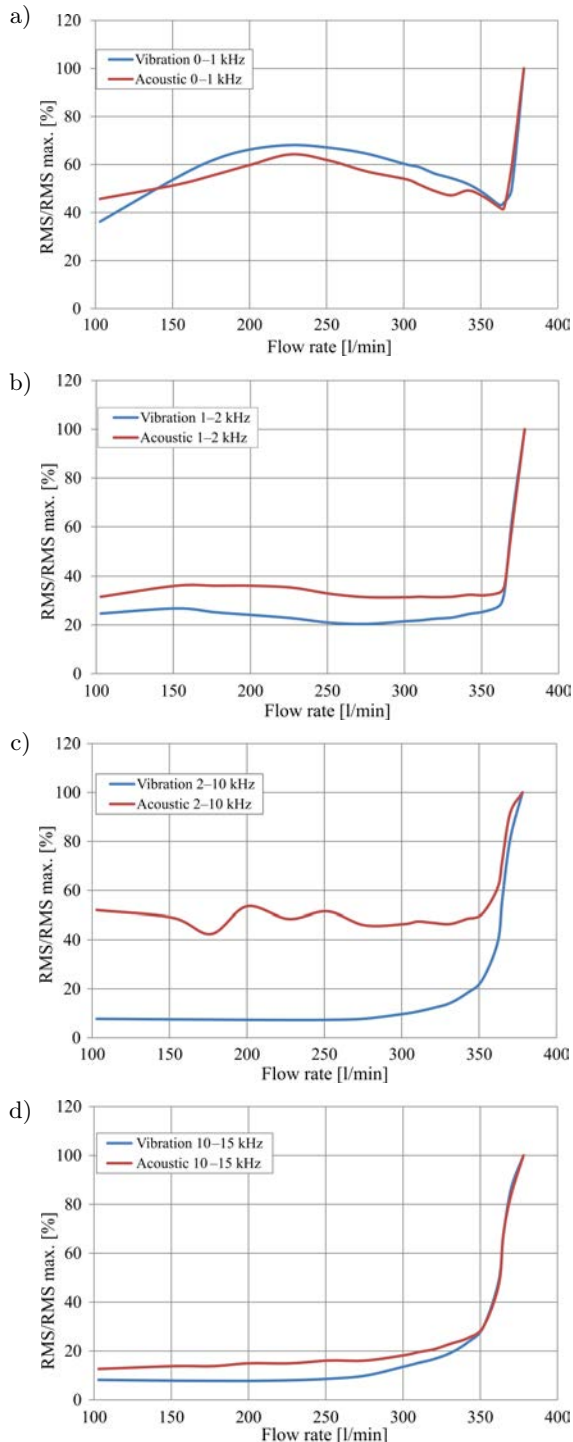 a)
120
100
80
60
40
20
0
RMS/RMS max. [%]
Vibration 0–1 kHz
Acoustic 0–1 kHz
100 150 200 250 300 350 400
Flow rate [l/min]
b)
120
100
80
60
40
20
0
RMS/RMS max. [%]
Vibration 1–2 kHz
Acoustic 1–2 kHz
100 150 200 250 300 350 400
Flow rate [l/min]
c)
120
100
80
60
40
20
0
RMS/RMS max. [%]
Vibration 2–10 kHz
Acoustic 2–10 kHz
100 150 200 250 300 350 400
Flow rate [l/min]
d)
120
100
80
60
40
20
0
RMS/RMS max. [%]
Vibration 10–15 kHz
Acoustic 10–15 kHz
100 150 200 250 300 350 400
Flow rate [l/min]